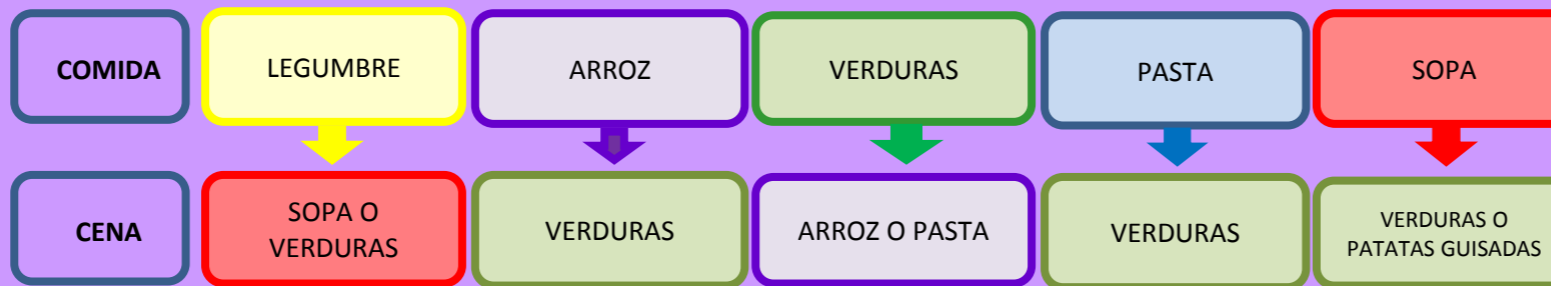 COMIDA
LEGUMBRE
ARROZ
VERDURAS
PASTA
SOPA
CENA
SOPA O
VERDURAS
VERDURAS
ARROZ O PASTA
VERDURAS
VERDURAS O
PATATAS GUISADAS